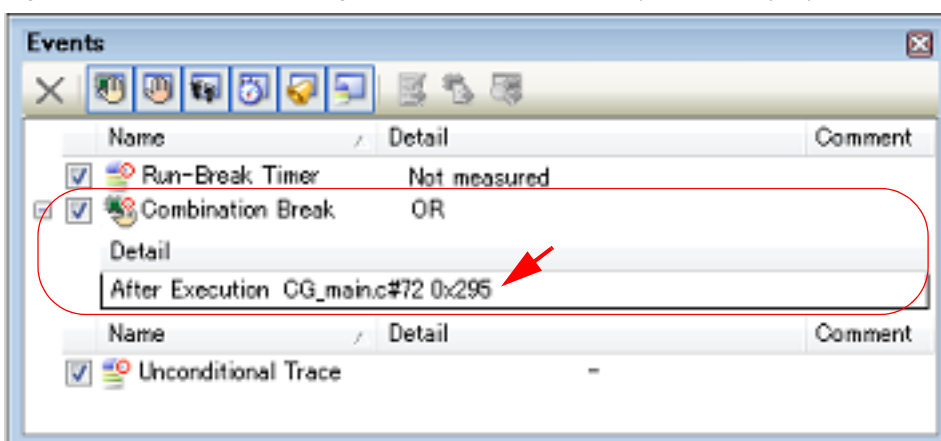 Events
Name Detail Comment
Run-Break Timer Not measured
Combination Break OR
Detail
After Execution CG_main.c#72 0x295
Name Detail Comment
Unconditional Trace -